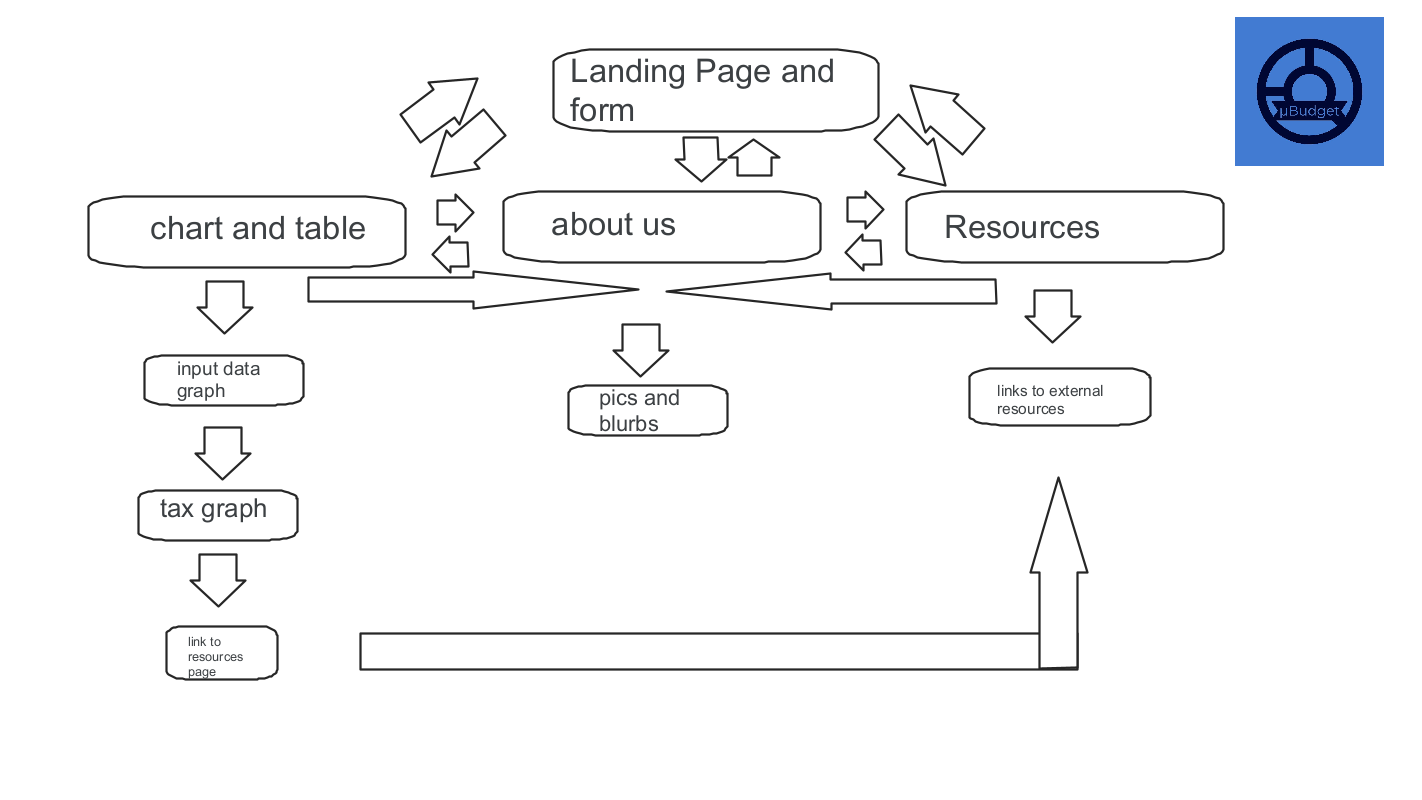 Landing Page and
form
µBudget
chart and table
about us
Resources
input data
graph
pics and
blurbs
links to external
resources
tax graph
link to
resources
page